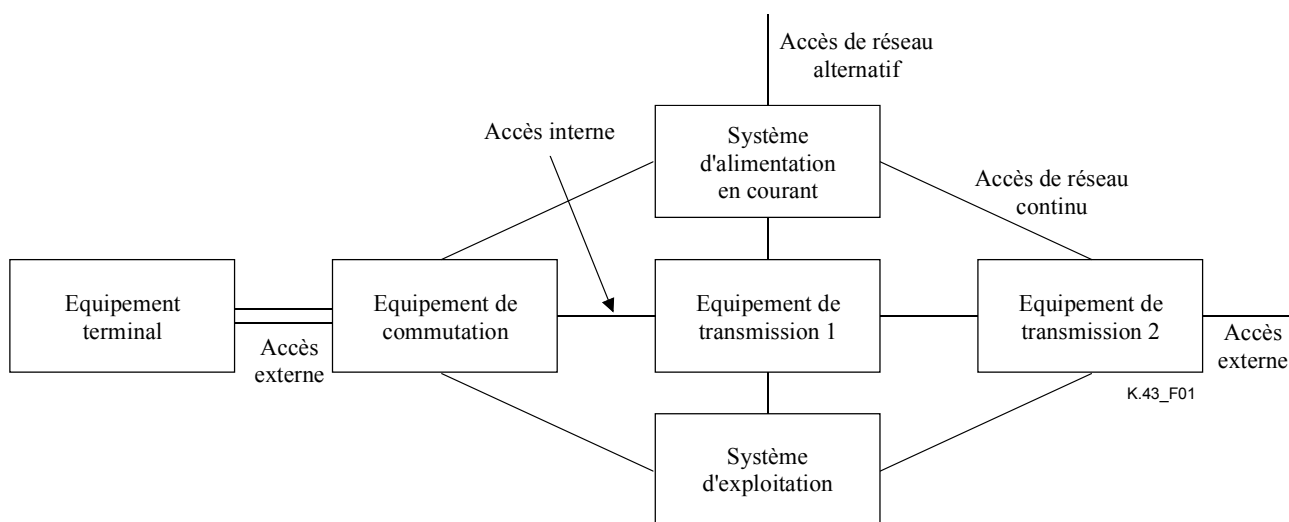 Accès de réseau
alternatif
Accès interne
Système
d'alimentation
en courant
Accès de réseau
continu
Equipement
terminal
Accès
externe
Equipement de
commutation
Equipement de
transmission 1
Equipement de
transmission 2
Accès
externe
K.43_F01
Système
d'exploitation